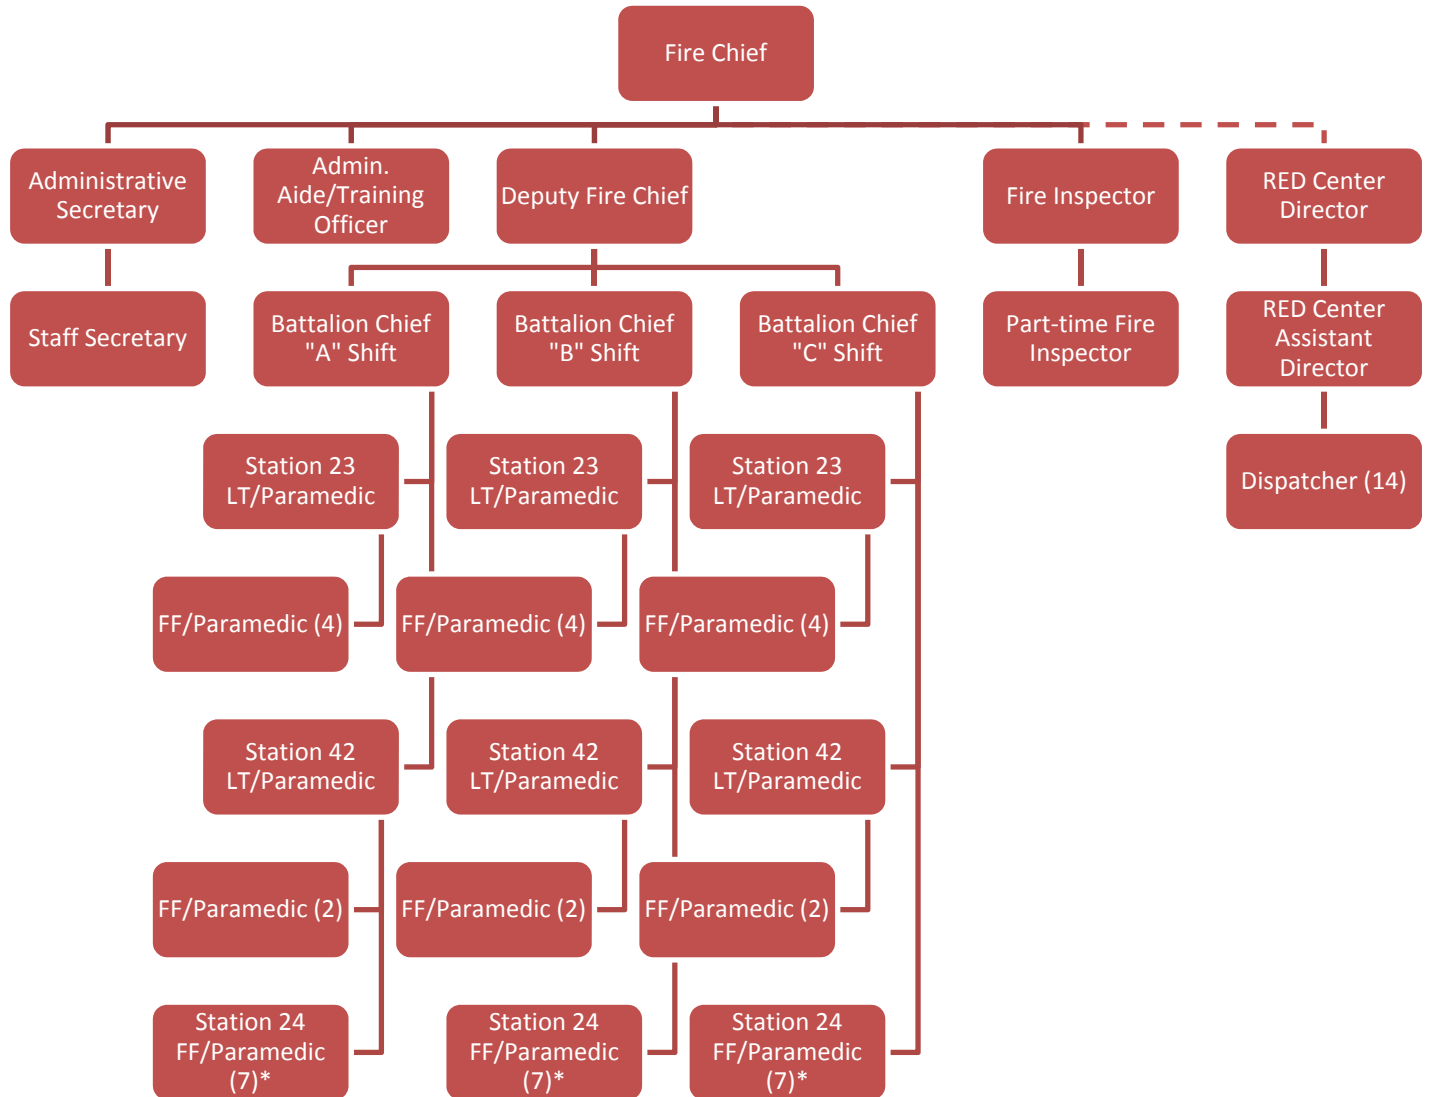 Fire Chief
Administrative
Secretary
Admin.
Aide/Training
Officer
Deputy Fire Chief
Fire Inspector
RED Center
Director
Staff Secretary
Battalion Chief
"A" Shift
Battalion Chief
"B" Shift
Battalion Chief
"C" Shift
Part-time Fire
Inspector
RED Center
Assistant
Director
Station 23
LT/Paramedic
Station 23
LT/Paramedic
Station 23
LT/Paramedic
Dispatcher (14)
FF/Paramedic (4)
FF/Paramedic (4)
FF/Paramedic (4)
Station 42
LT/Paramedic
Station 42
LT/Paramedic
Station 42
LT/Paramedic
FF/Paramedic (2)
FF/Paramedic (2)
FF/Paramedic (2)
Station 24
FF/Paramedic
(7)*
Station 24
FF/Paramedic
(7)*
Station 24
FF/Paramedic
(7)*